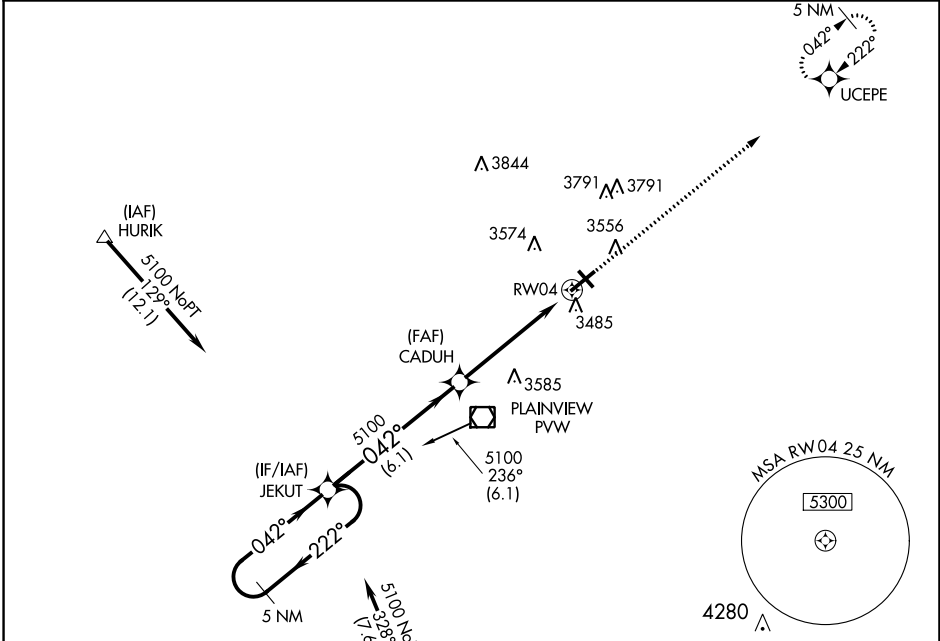 5 NM
042°
222°
UCEPE
3844
3791
3791
3574
3556
(IAF)
HURIK
5100 NoPT
129°
(12.1)
RW04
3485
(FAF)
CADUH
3585
PLAINVIEW
PVW
5100
042°
(6.1)
5100
236°
(6.1)
(IF/IAF)
JEKUT
042°
222°
5 NM
5100
328°
MSA RW04 25 NM
5300
4280